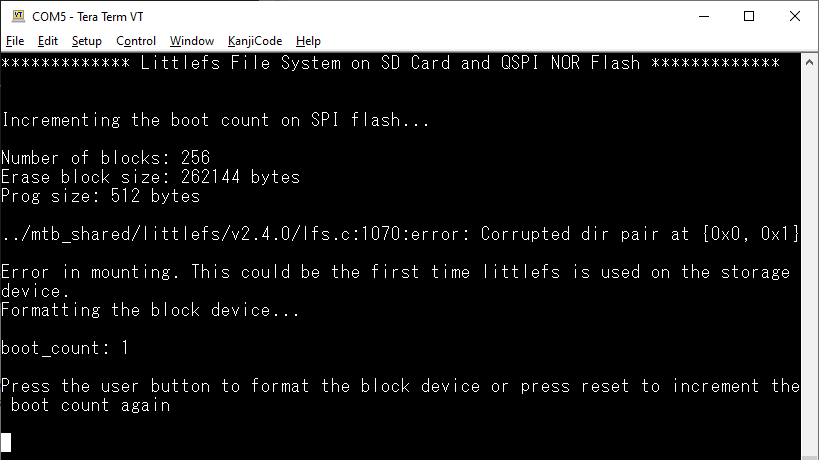 VT COM5 - Tera Term VT
File Edit Setup Control Window KanjiCode Help
************* Littlefs File System on SD Card and QSPI NOR Flash *************
Incrementing the boot count on SPI flash...
Number of blocks: 256
Erase block size: 262144 bytes
Prog size: 512 bytes
../mtb_shared/littlefs/v2.4.0/lfs.c:1070:error: Corrupted dir pair at {0x0, 0x1}
Error in mounting. This could be the first time littlefs is used on the storage
device.
Formatting the block device...
boot_count: 1
Press the user button to format the block device or press reset to increment the
boot count again